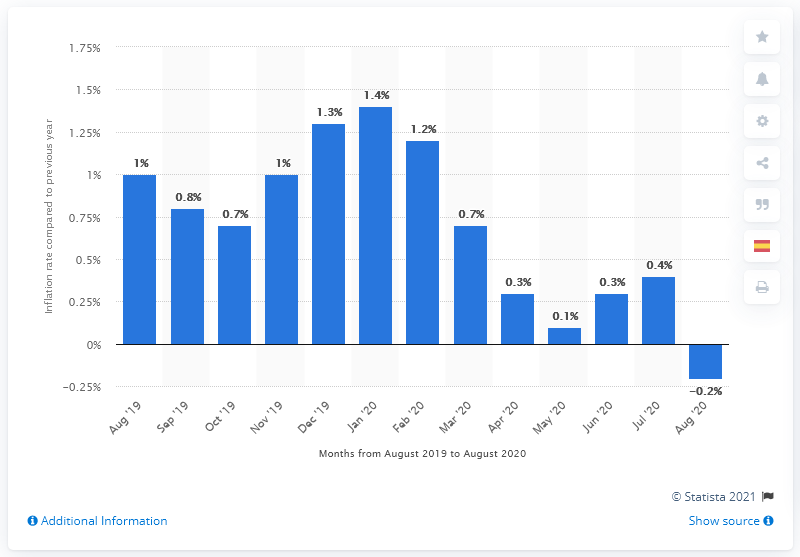 1.75%
1.5%
1.25%
1%
0.75%
0.5%
0.25%
0%
−0.25%
Inflation rate compared to previous year
1%
0.8%
0.7%
1%
1.3%
1.4%
1.2%
0.7%
0.3%
0.1%
0.3%
0.4%
−0.2%
Aug '19
Sep '19
Oct '19
Nov '19
Dec '19
Jan '20
Feb '20
Mar '20
Apr '20
May '20
Jun '20
Jul '20
Aug '20
Months from August 2019 to August 2020
© Statista 2021
Additional Information
Show source